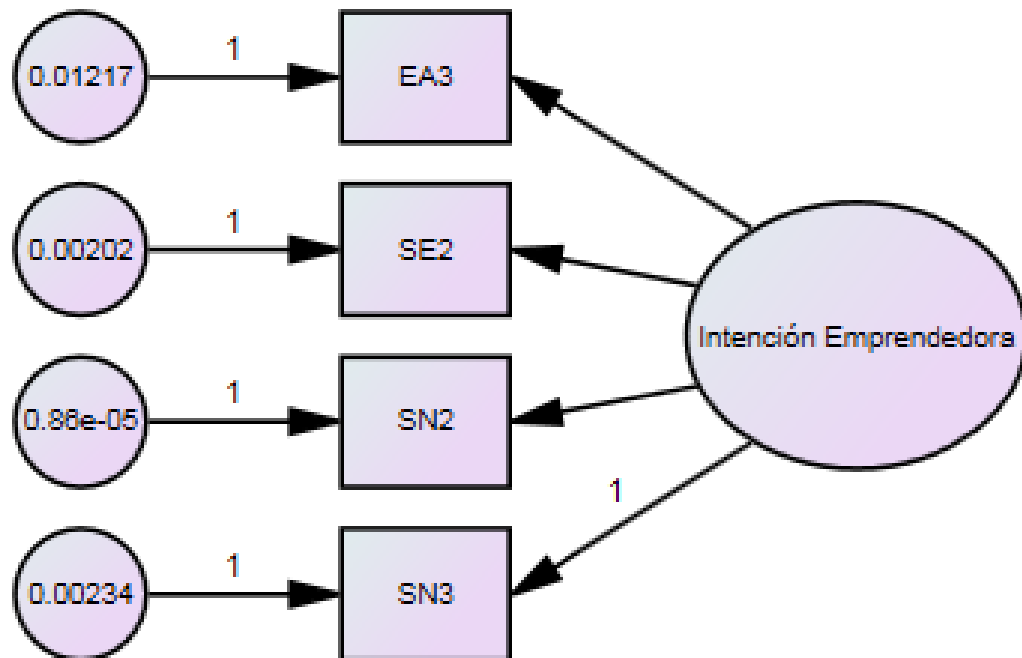 0.01217
1
EA3
0.00202
1
SE2
Intención Emprendedora
0.86e-05
1
SN2
1
0.00234
1
SN3